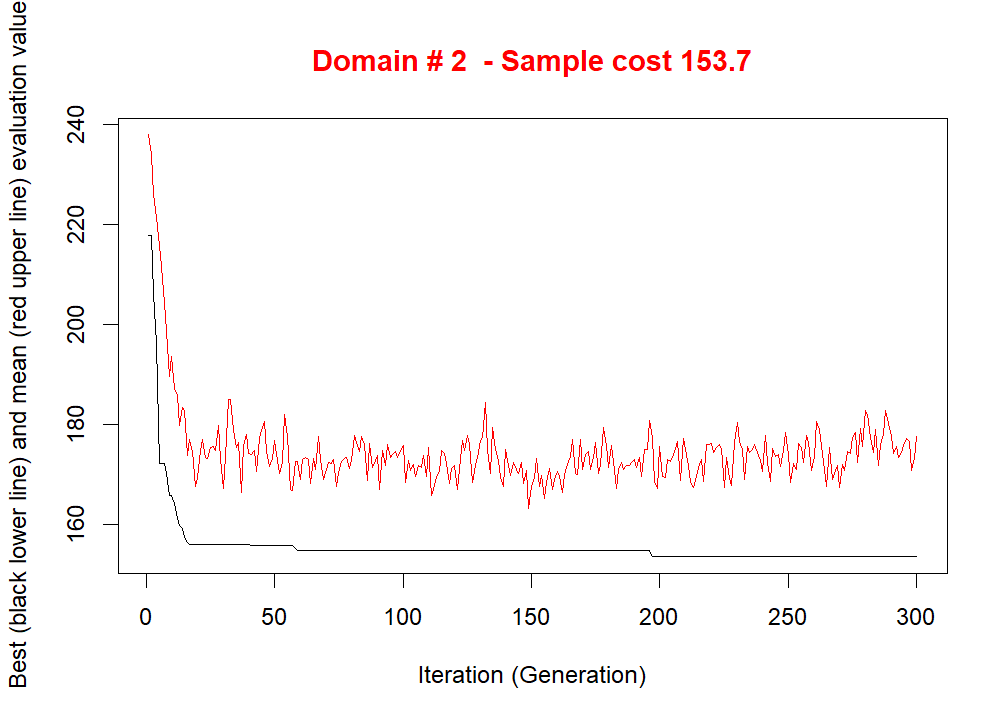 Domain # 2  - Sample cost 153.7
Best (black lower line) and mean (red upper line) evaluation value
240
220
200
180
160
0 50 100 150 200 250 300
Iteration (Generation)